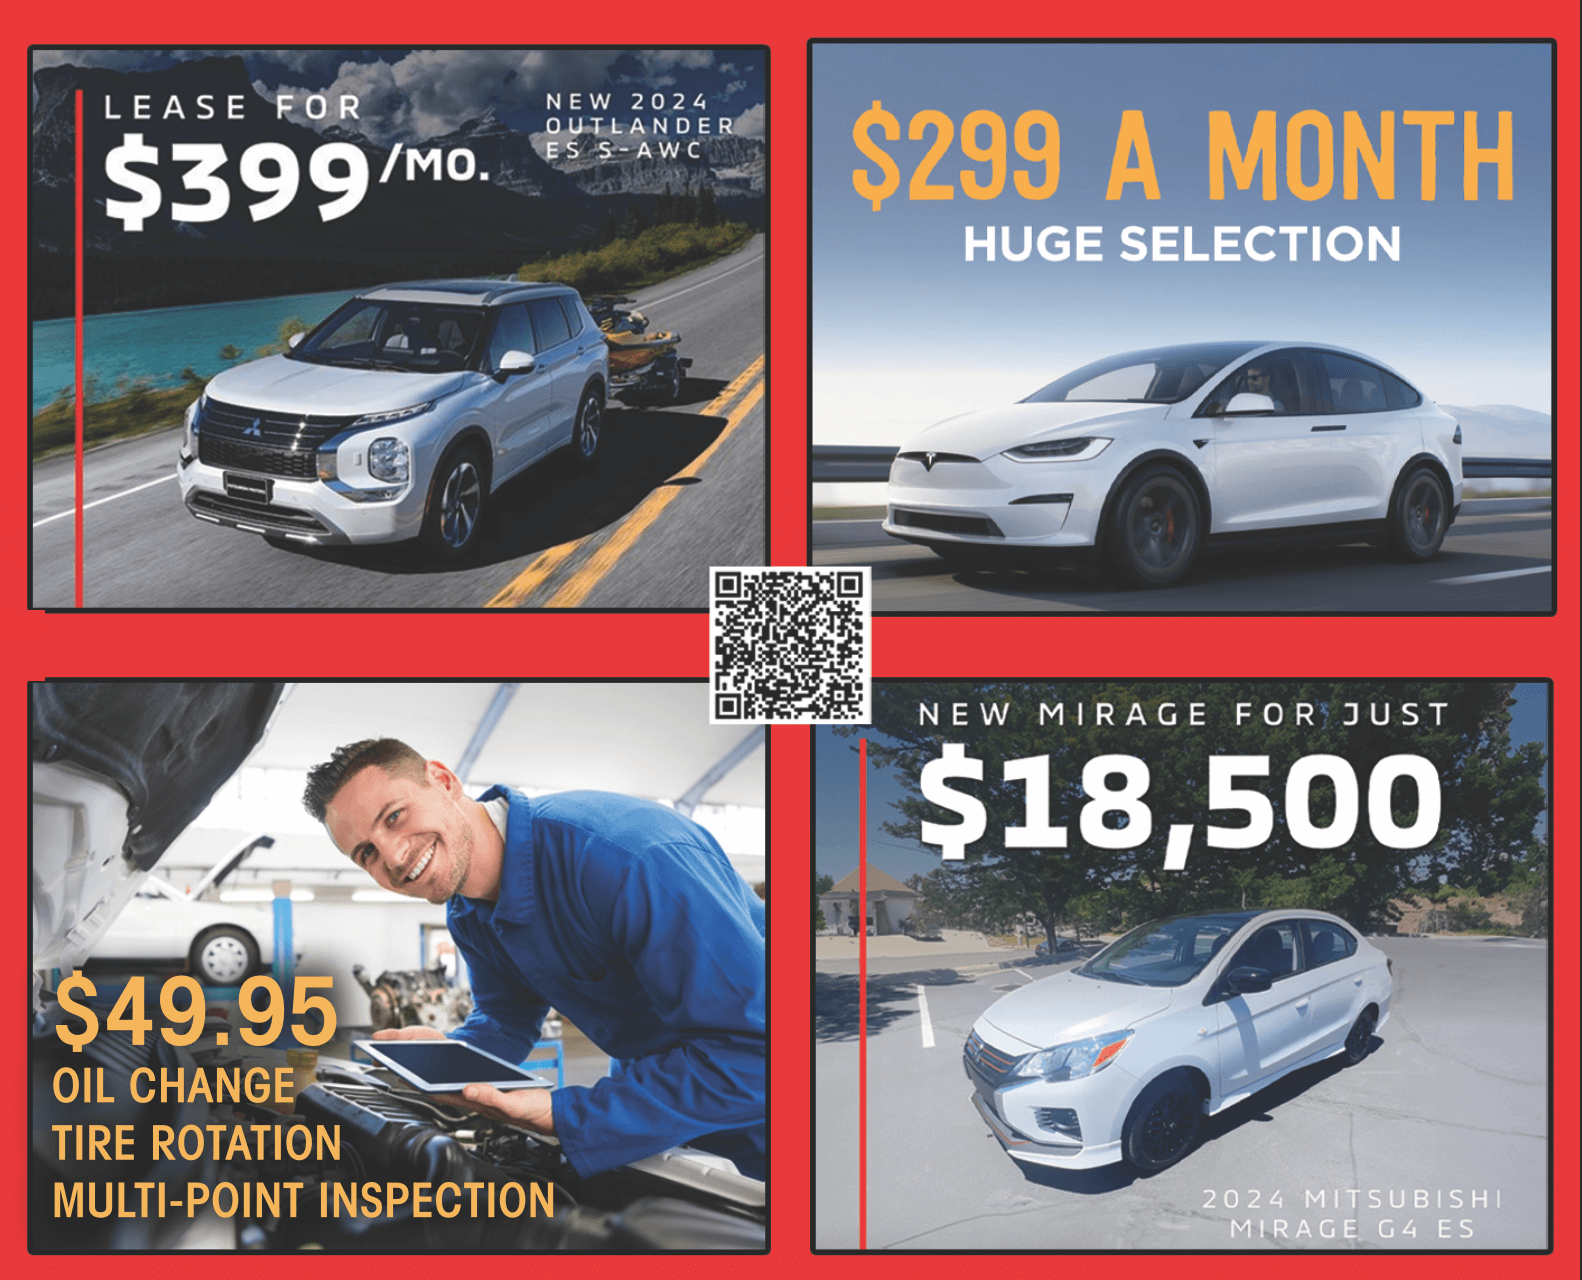 LEASE FOR
$399/MO.
NEW 2024
OUTLANDER
ES S-AWC
$299 A MONTH
HUGE SELECTION
$49.95
OIL CHANGE
TIRE ROTATION
MULTI-POINT INSPECTION
NEW MIRAGE FOR JUST
$18,500
2024 MITSUBISHI
MIRAGE G4 ES